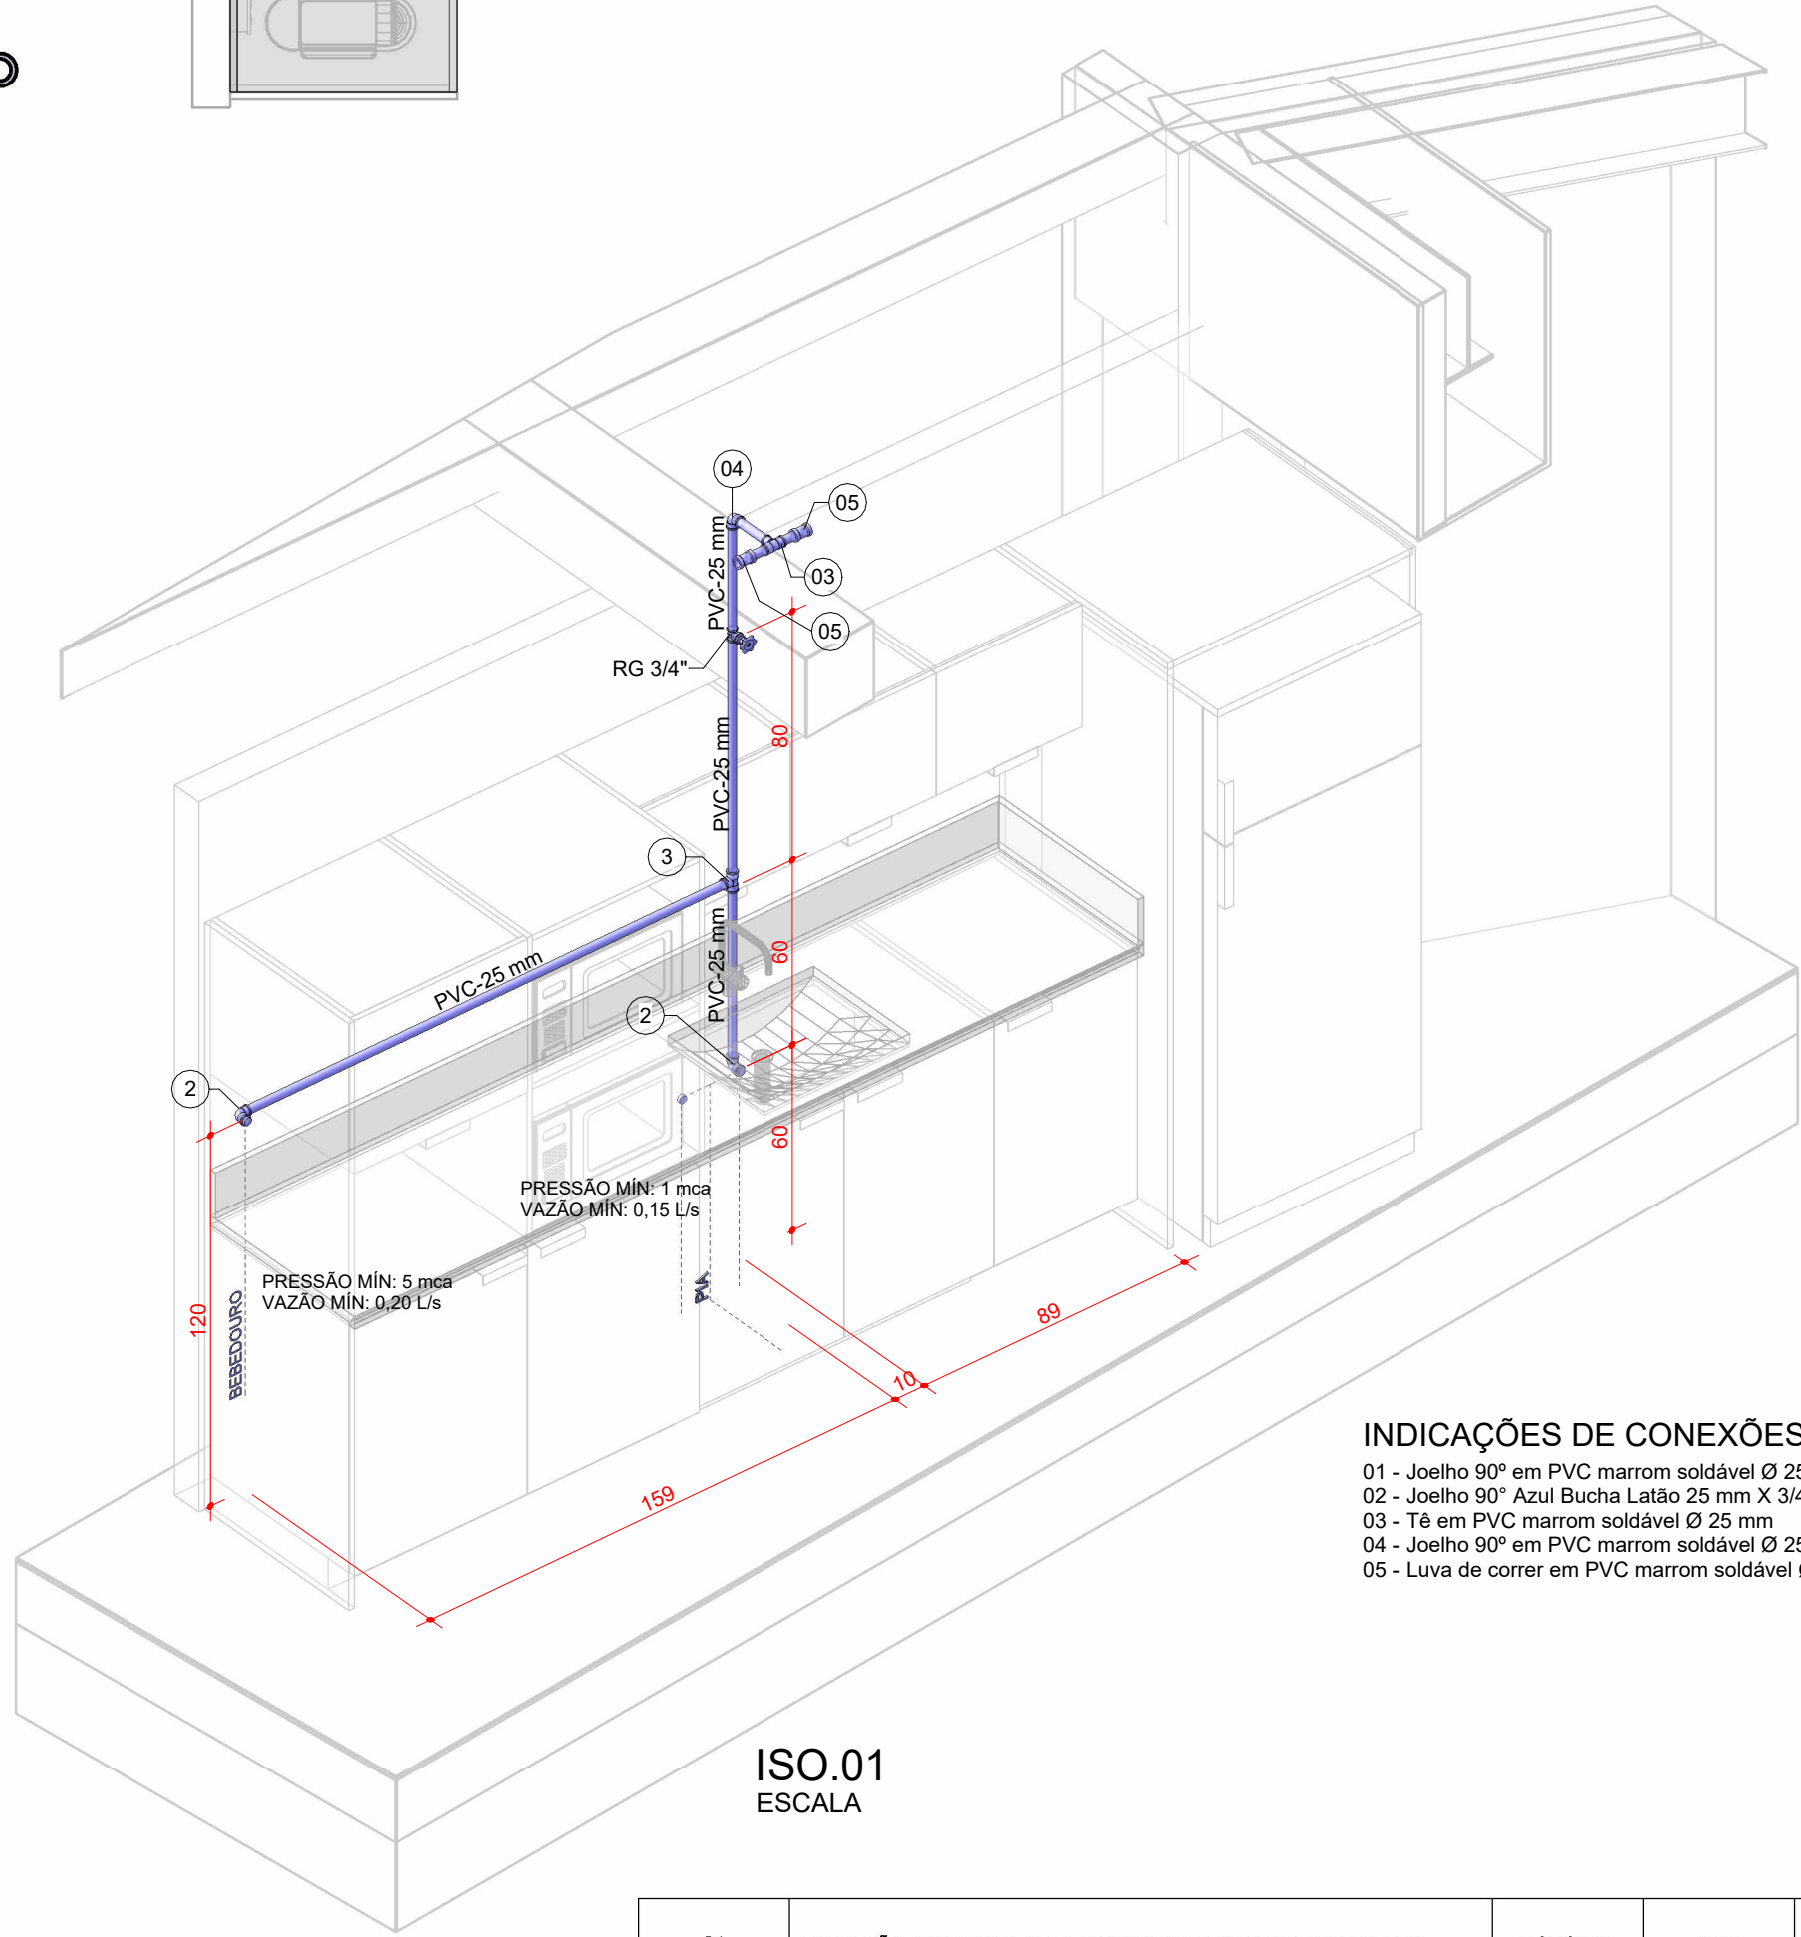 04
05
PVC-25 mm
03
05
RG 3/4"
80
PVC-25 mm
3
PVC-25 mm
60
PVC-25 mm
2
2
60
PRESSÃO MÍN: 1 mca
VAZÃO MÍN: 0,15 L/s
PRESSÃO MÍN: 5 mca
VAZÃO MÍN: 0,20 L/s
PIA
120
BEBEDOURO
89
10
159
INDICAÇÕES DE CONEXÕES
01 - Joelho 90º em PVC marrom soldável Ø 25
02 - Joelho 90° Azul Bucha Latão 25 mm X 3/4
03 - Tê em PVC marrom soldável Ø 25 mm
04 - Joelho 90º em PVC marrom soldável Ø 25
05 - Luva de correr em PVC marrom soldável
ISO.01
ESCALA